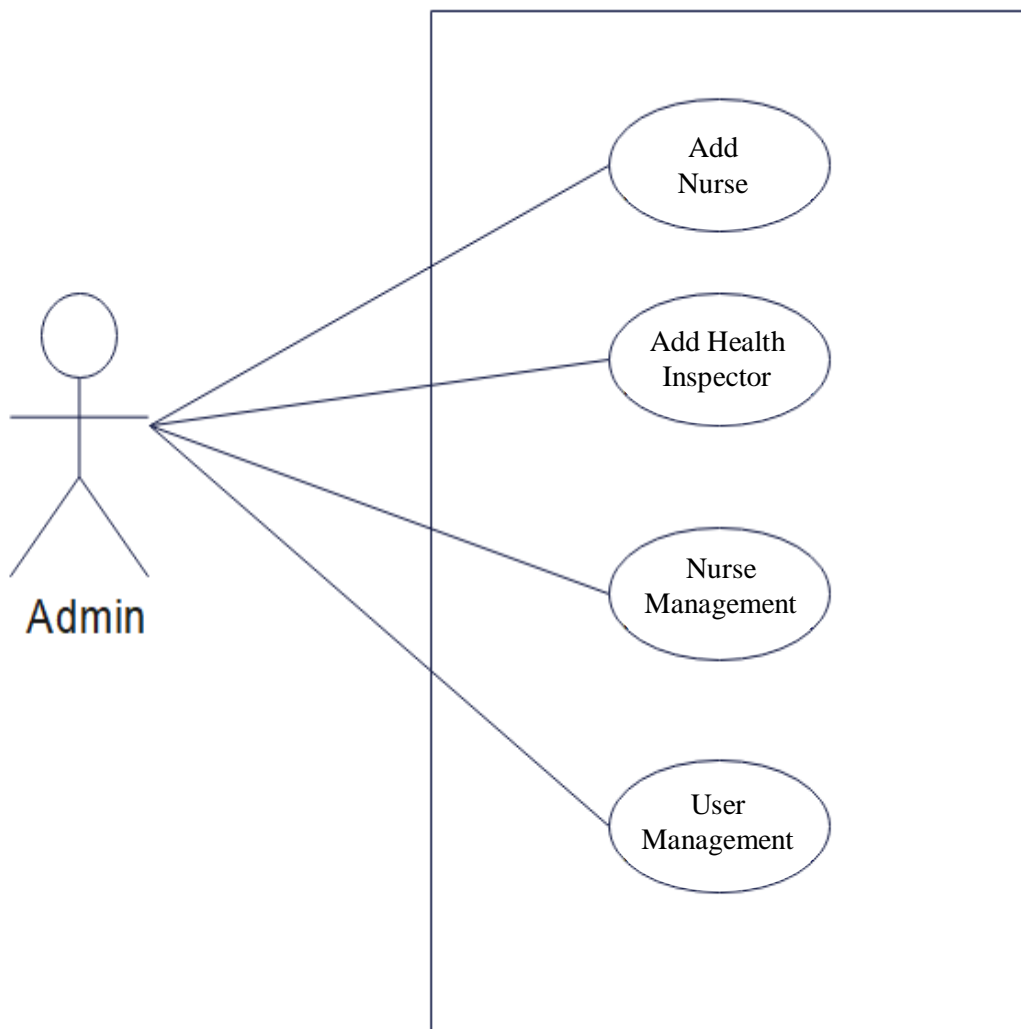 Add
Nurse
Add Health
Inspector
Nurse
Management
Admin
User
Management